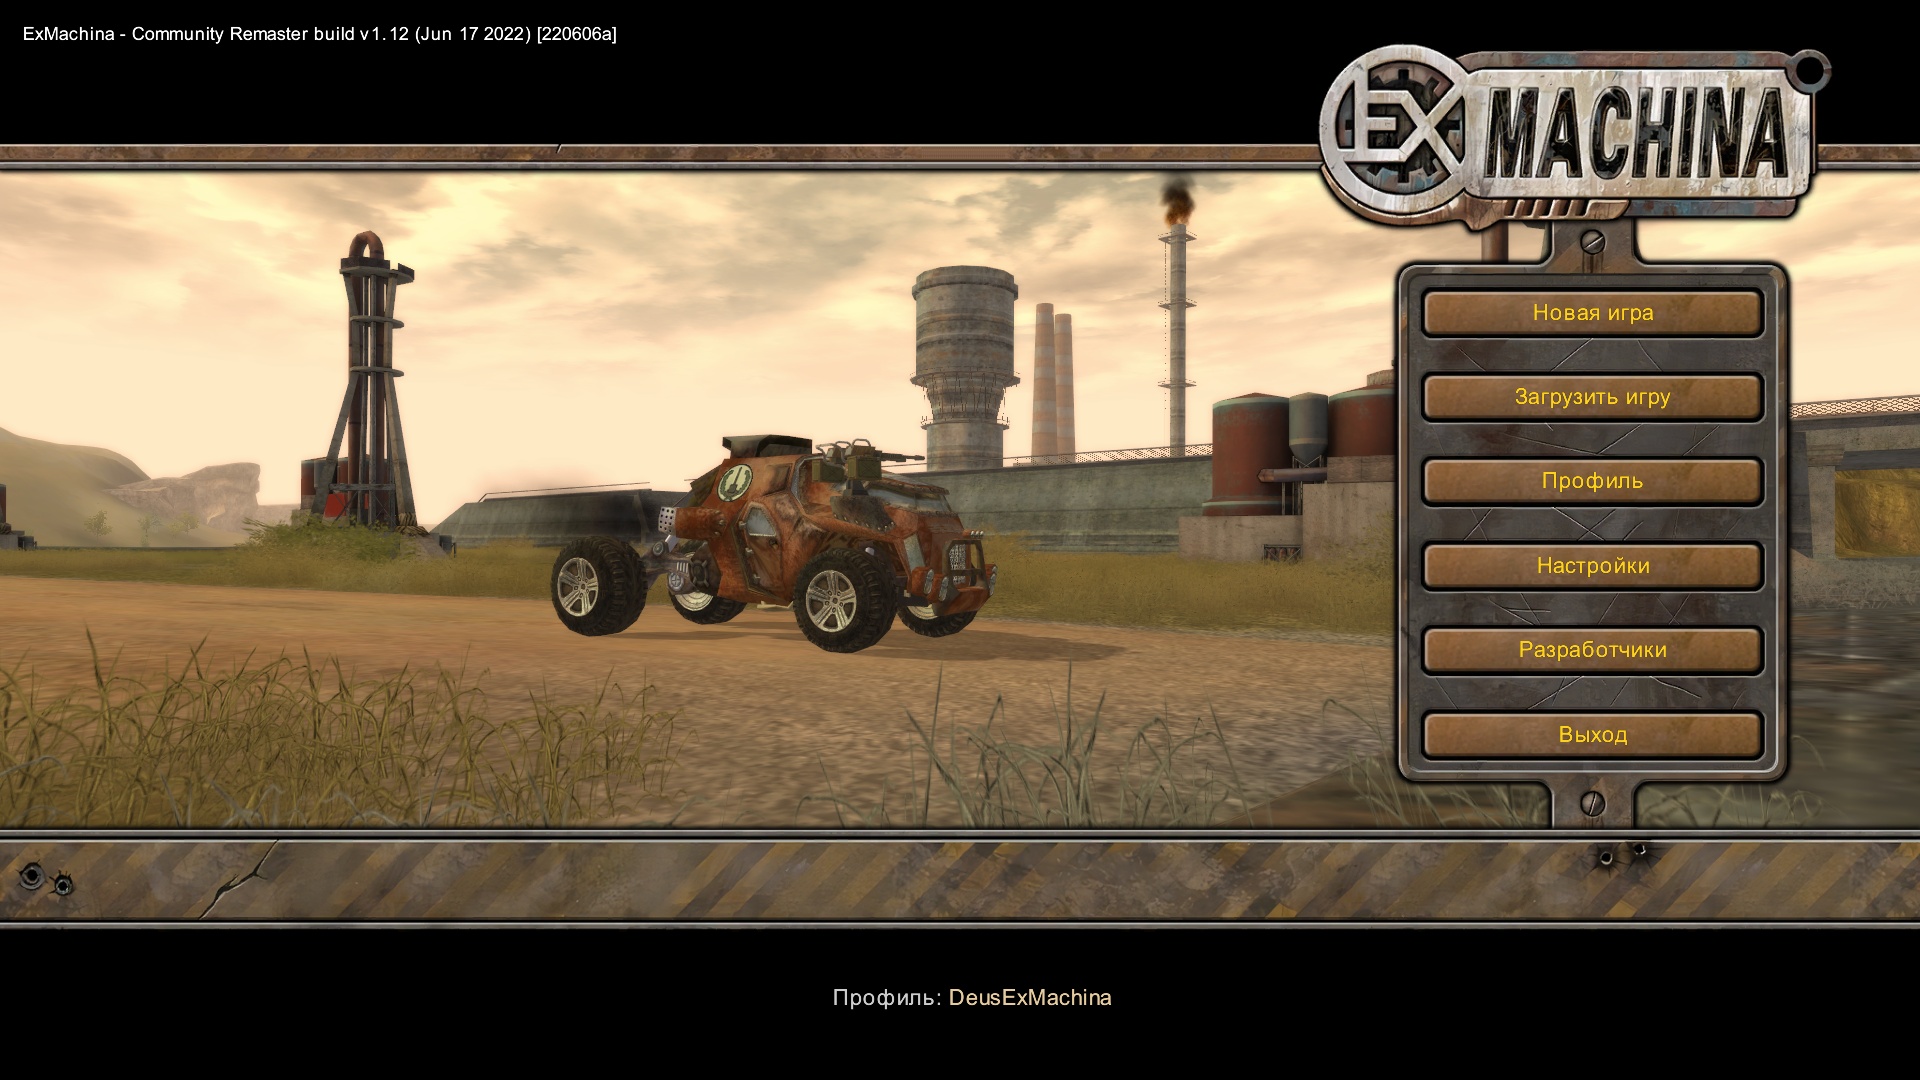 ExMachina - Community Remaster build v1.12 (Jun 17 2022) [220606a]
EX MACHINA
Новая игра
Загрузить игру
Профиль
Настройки
Разработчики
Выход
Профиль: DeusExMachina